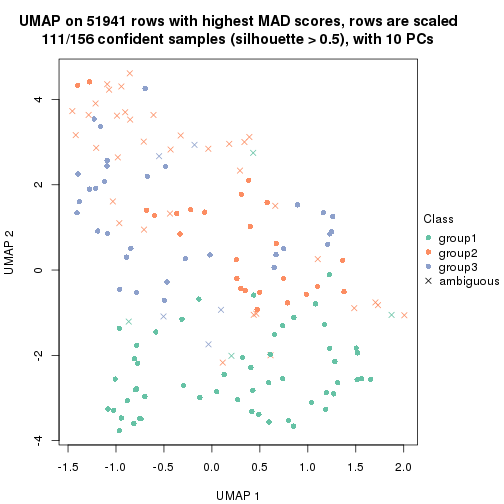 UMAP on 51941 rows with highest MAD scores, rows are scaled
111/156 confident samples (silhouette > 0.5), with 10 PCs
4
2
0
-2
-4
UMAP 2
-1.5 -1.0 -0.5 0.0 0.5 1.0 1.5 2.0
UMAP 1
Class
group1
group2
group3
ambiguous